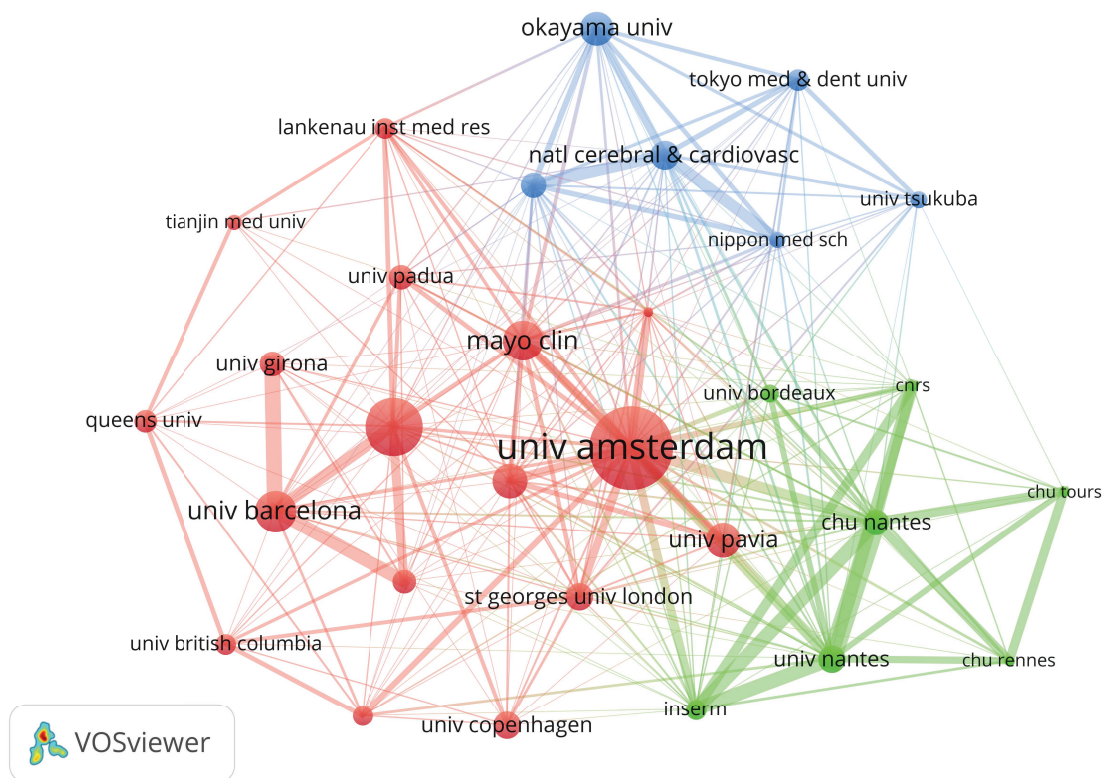 okayama univ
tokyo med & dent univ
lankenau inst med res
natl cerebral & cardiovasc
univ tsukuba
tianjin med univ
nippon med sch
univ padua
mayo clin
univ girona
cnrs
univ bordeaux
queens univ
univ amsterdam
chu tours
univ barcelona
chu nantes
univ pavia
st georges univ london
univ british columbia
univ nantes
chu rennes
inserm
univ copenhagen
VOSviewer